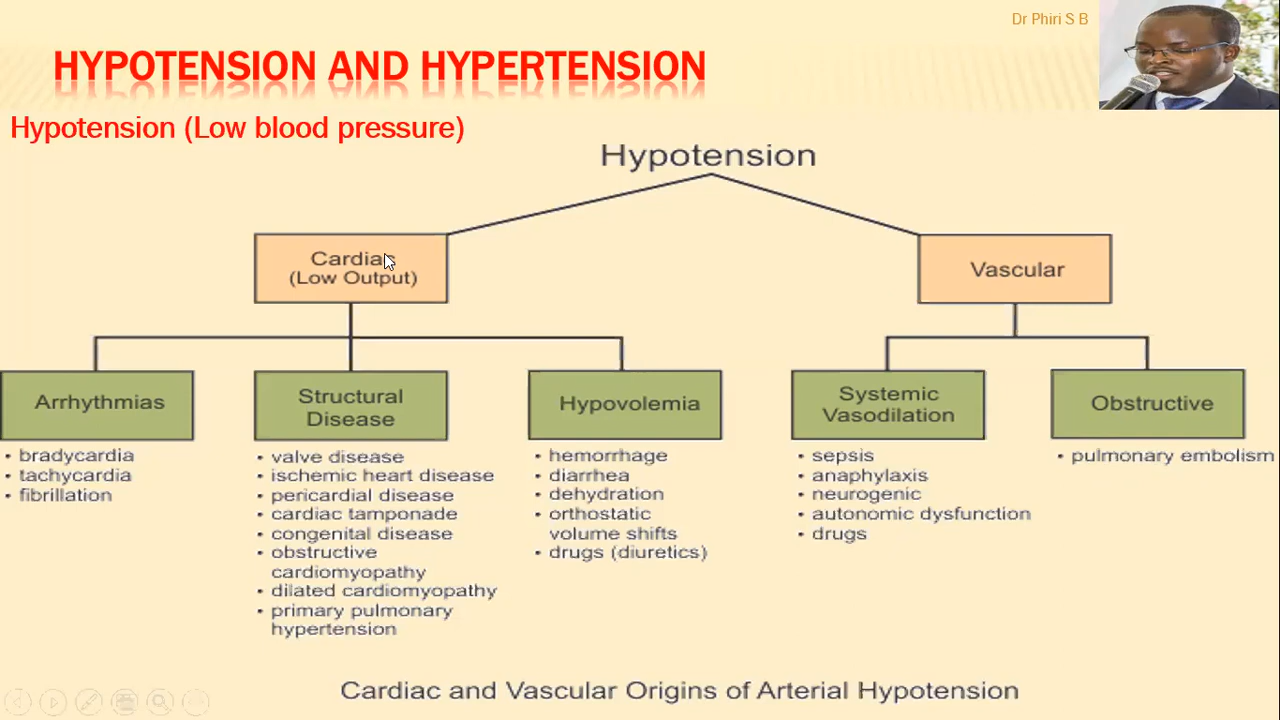 Dr Phiri S B
HYPOTENSION AND HYPERTENSION
Hypotension (Low blood pressure)
Hypotension
Cardiac
(Low Output)
Vascular
Arrhythmias
• bradycardia
• tachycardia
• fibrillation
Structural
Disease
• valve disease
• ischemic heart disease
• pericardial disease
• cardiac tamponade
• congenital disease
• obstructive
cardiomyopathy
• dilated cardiomyopathy
• primary pulmonary
hypertension
Hypovolemia
• hemorrhage
• diarrhea
• dehydration
• orthostatic
volume shifts
• drugs (diuretics)
Systemic
Vasodilation
• sepsis
• anaphylaxis
• neurogenic
• autonomic dysfunction
• drugs
Obstructive
• pulmonary embolism
Cardiac and Vascular Origins of Arterial Hypotension